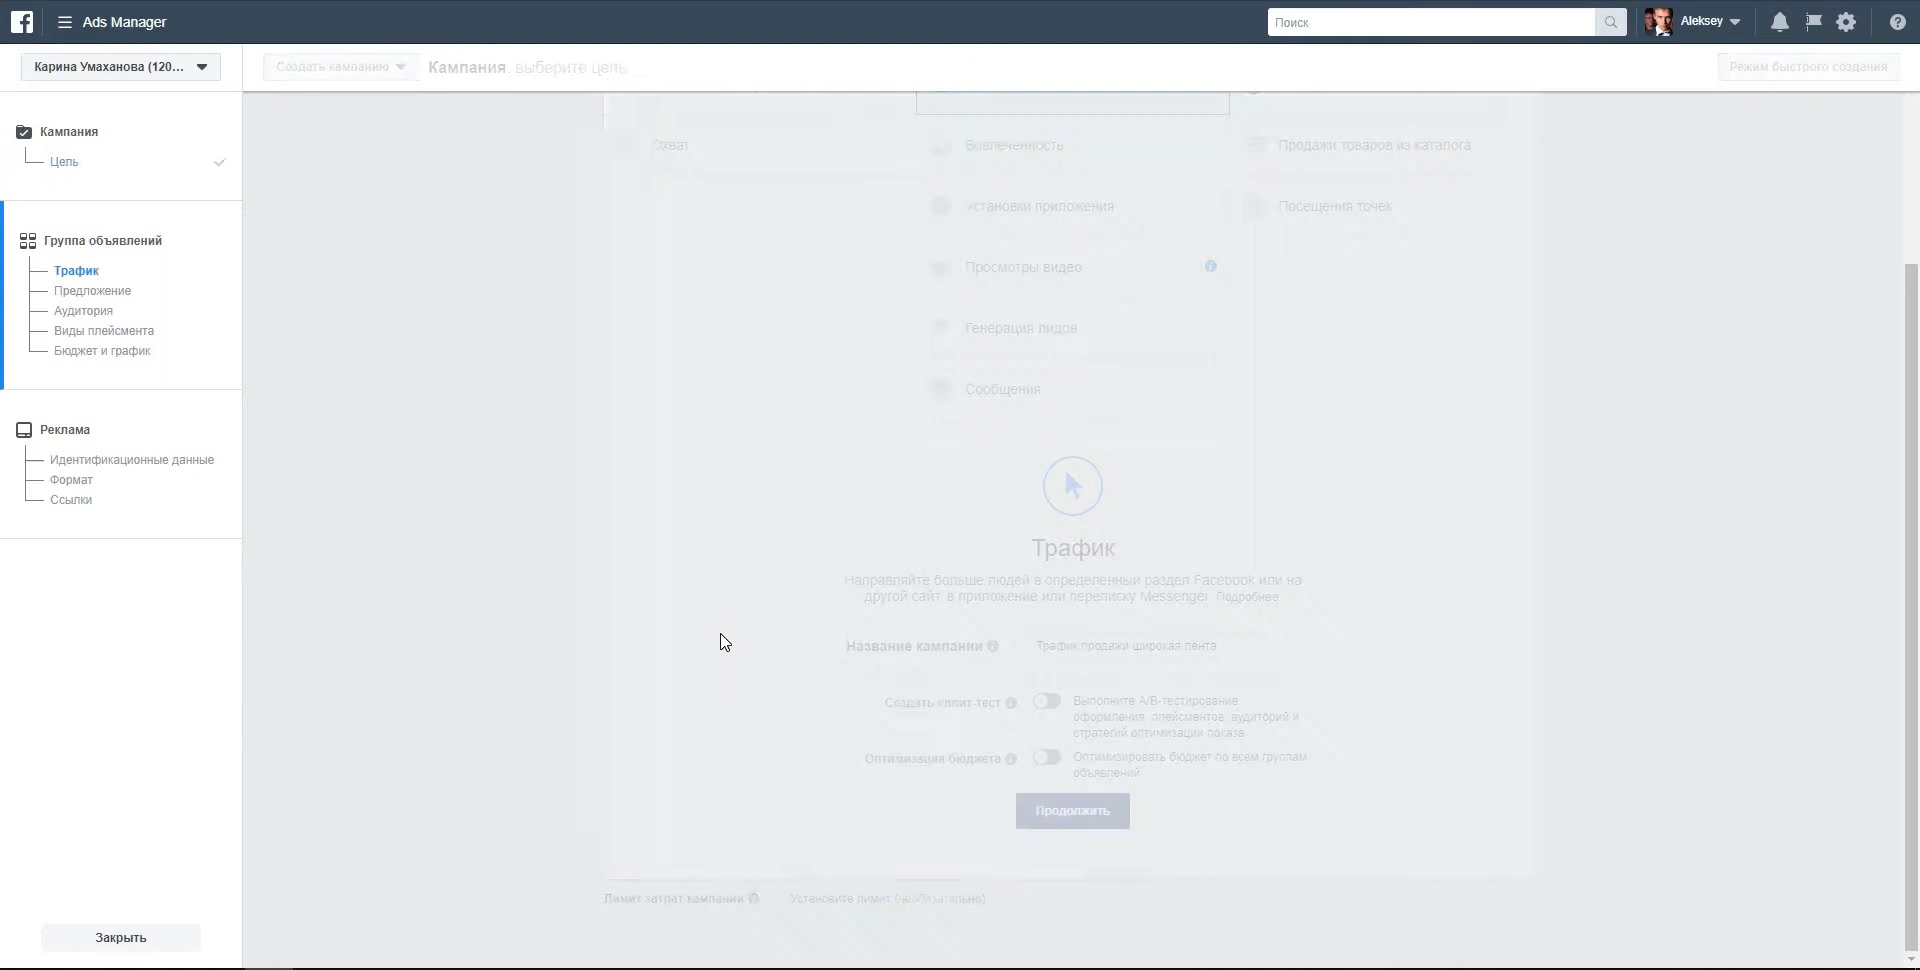 Ads Manager
Поиск
Aleksey
Карина Умаханова (120...
Создать кампанию
Кампания: выберите цель
Режим быстрого создания
Кампания
Цель
Группа объявлений
Трафик
Предложение
Аудитория
Виды плейсмента
Бюджет и график
Реклама
Идентификационные данные
Формат
Ссылки
Закрыть
Охват
Вовлеченность
Продажи товаров из каталога
Установки приложения
Посещения точек
Просмотры видео
Генерация лидов
Сообщения
Трафик
Направляйте больше людей в определенный раздел Facebook или на
другой сайт, в приложение или переписку Messenger. Подробнее
Название кампании
Трафик продажи широкая лента
Создать сплит-тест
Выполните A/B-тестирование
оформления, плейсментов, аудиторий и
стратегий оптимизации показа
Оптимизация бюджета
Оптимизировать бюджет по всем группам
объявлений
Продолжить
Лимит затрат кампании
Установите лимит (необязательно)